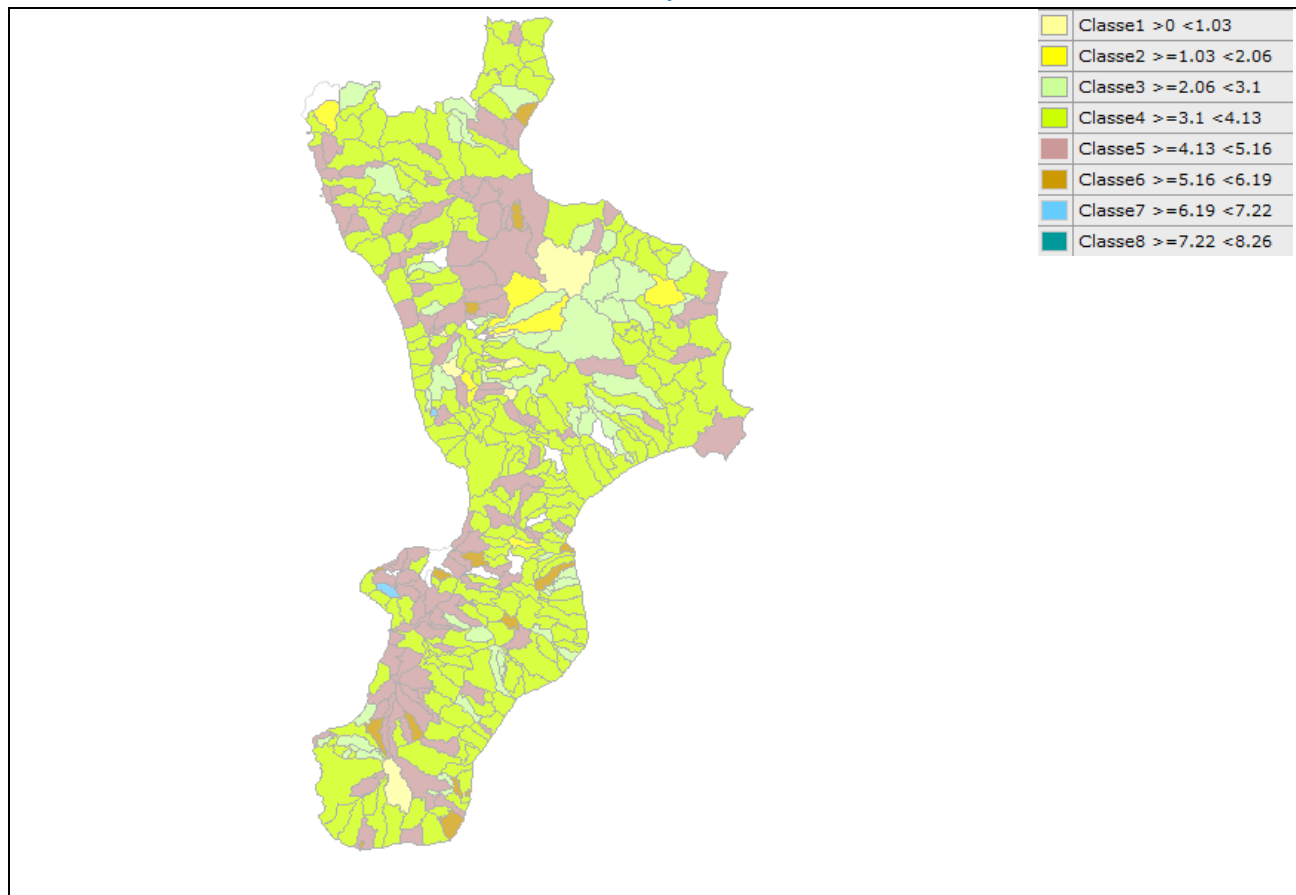 Classe1 >0 <1.03
Classe2 >=1.03 <2.06
Classe3 >=2.06 <3.1
Classe4 >=3.1 <4.13
Classe5 >=4.13 <5.16
Classe6 >=5.16 <6.19
Classe7 >=6.19 <7.22
Classe8 >=7.22 <8.26